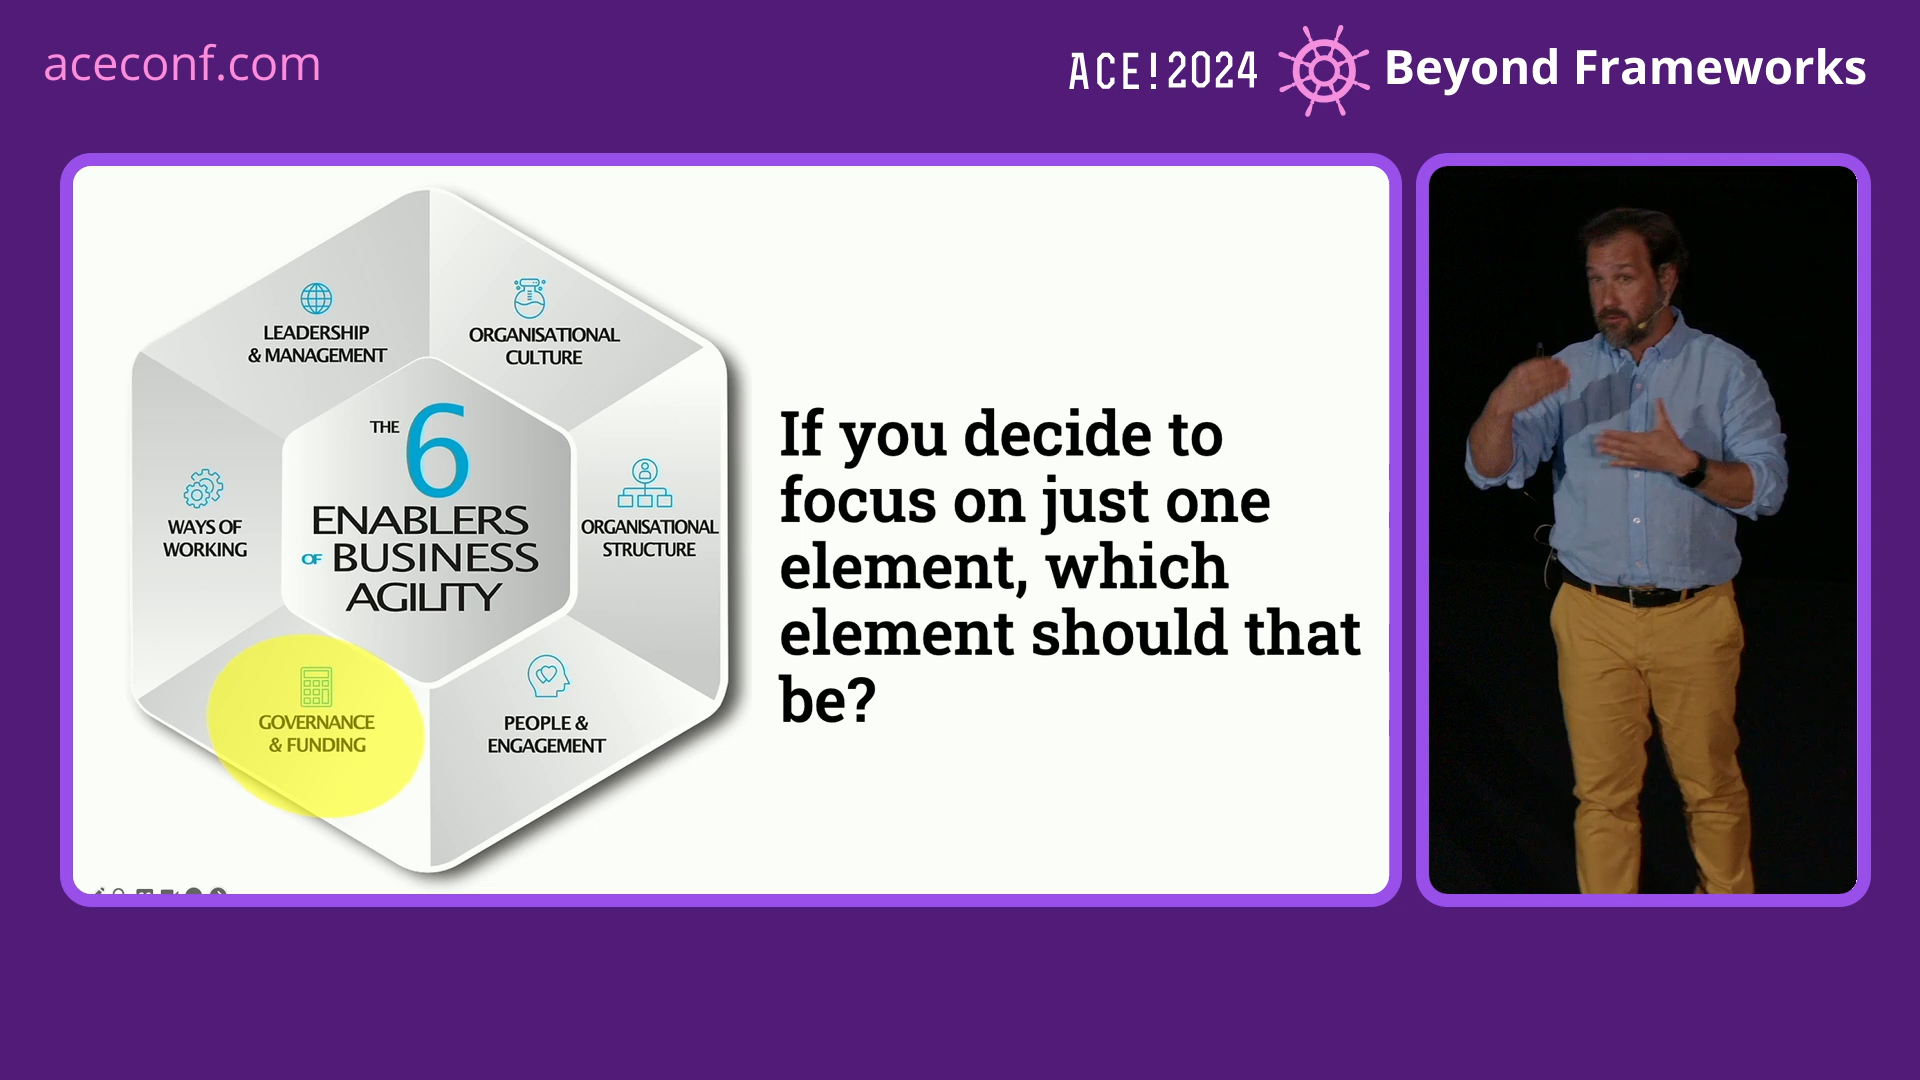 aceconf.com
ACE!2024 Beyond Frameworks
LEADERSHIP
& MANAGEMENT
ORGANISATIONAL
CULTURE
THE 6
ENABLERS
OF BUSINESS
AGILITY
WAYS OF
WORKING
ORGANISATIONAL
STRUCTURE
GOVERNANCE
& FUNDING
PEOPLE &
ENGAGEMENT
If you decide to
focus on just one
element, which
element should that
be?